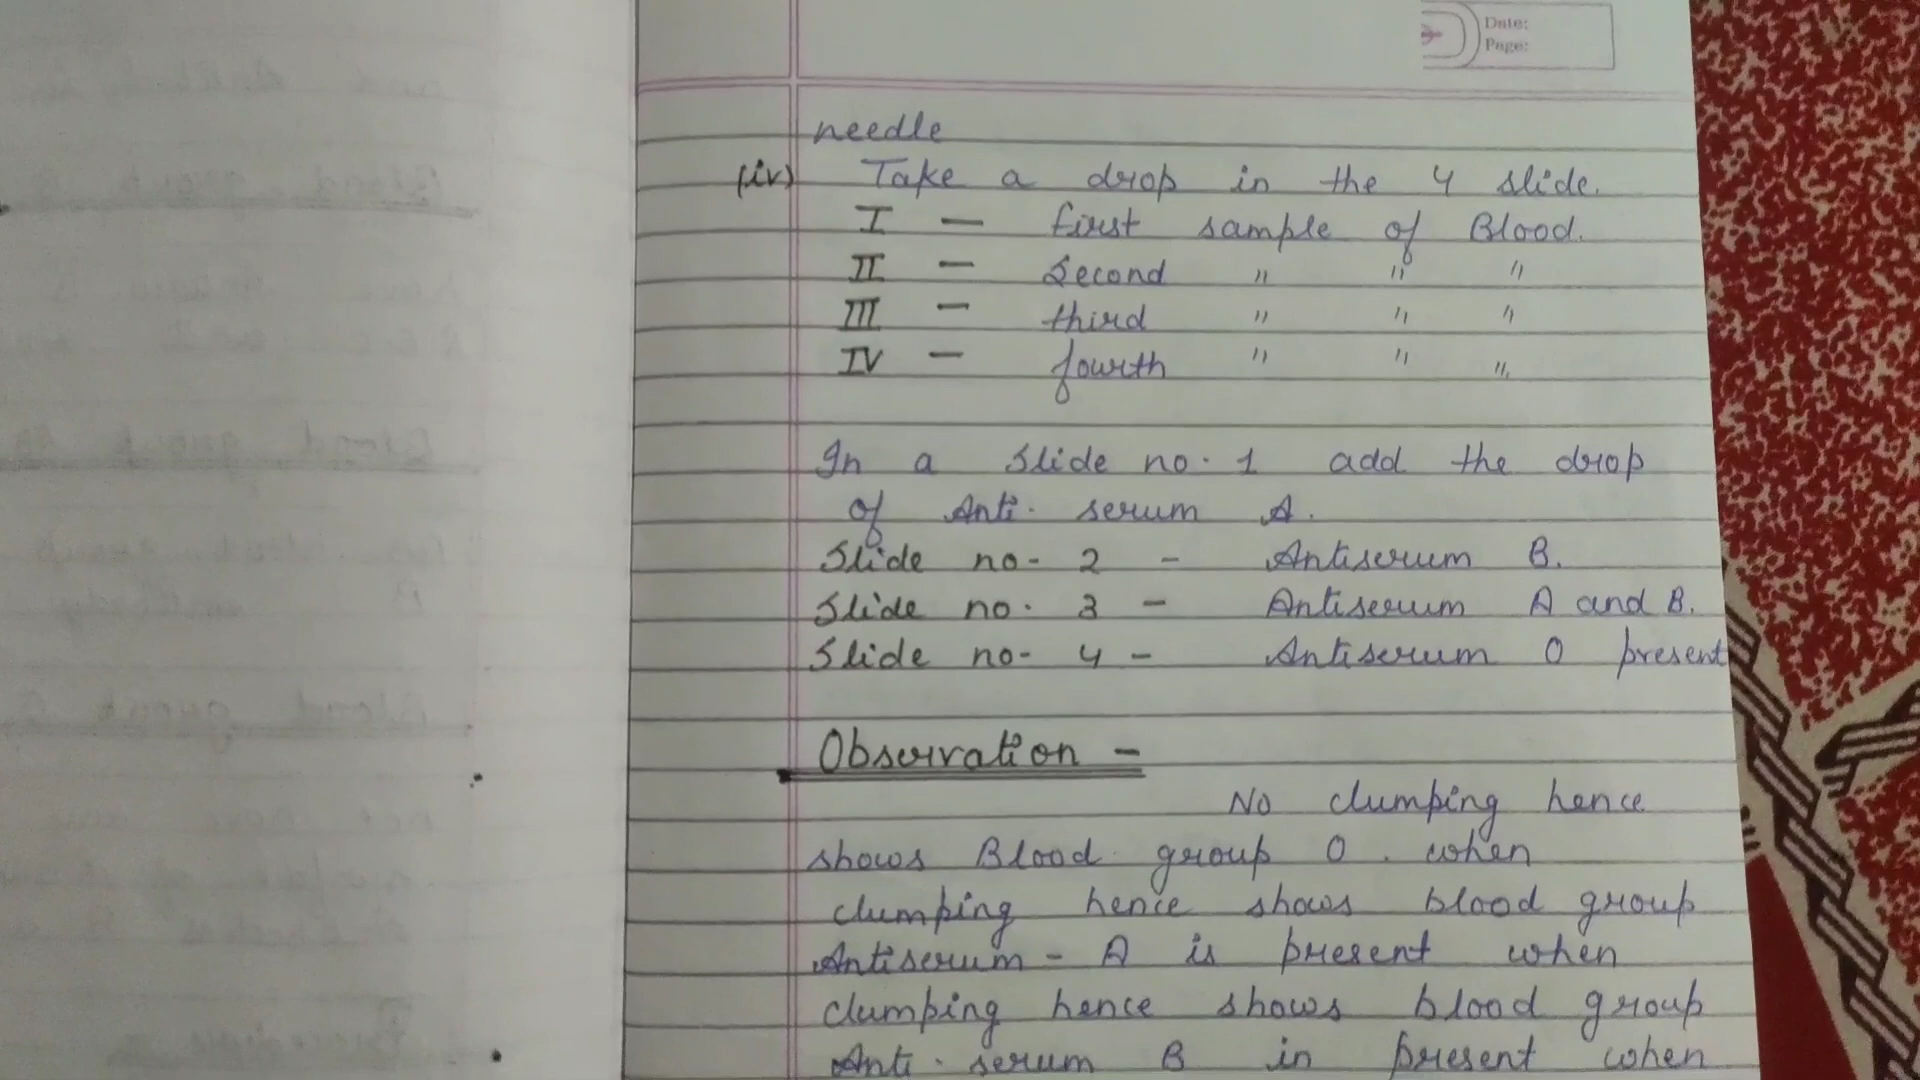 Date:
Page:
needle
(iv) Take a drop in the 4 slide.
I — first sample of Blood.
II — Second " " "
III — third " " "
IV — fourth " " "
In a Slide no. 1 add the drop
of Anti. serum A.
Slide no- 2 - Antiserum B.
Slide no. 3 - Antiserum A and B.
Slide no- 4 - Antiserum O present
Observation -
No clumping hence
shows Blood group O. when
clumping hence shows blood group
Antiserum - A is present when
clumping hence shows blood group
Anti. serum B in present when